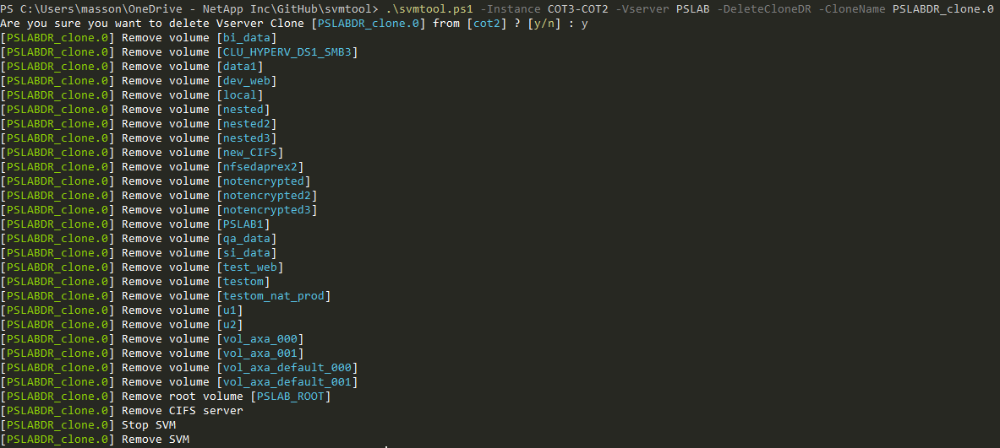 PS C:\Users\masson\OneDrive - NetApp Inc\GitHub\svmtool> .\svmtool.ps1 -Instance COT3-COT2 -Vserver PSLAB -DeleteCloneDR -CloneName PSLABDR_clone.0
Are you sure you want to delete Vserver Clone [PSLABDR_clone.0] from [cot2] ? [y/n] : y
[PSLABDR_clone.0] Remove volume [bi_data]
[PSLABDR_clone.0] Remove volume [CLU_HYPERV_DS1_SMB3]
[PSLABDR_clone.0] Remove volume [data1]
[PSLABDR_clone.0] Remove volume [dev_web]
[PSLABDR_clone.0] Remove volume [local]
[PSLABDR_clone.0] Remove volume [nested]
[PSLABDR_clone.0] Remove volume [nested2]
[PSLABDR_clone.0] Remove volume [nested3]
[PSLABDR_clone.0] Remove volume [new_CIFS]
[PSLABDR_clone.0] Remove volume [nfsedaprex2]
[PSLABDR_clone.0] Remove volume [notencrypted]
[PSLABDR_clone.0] Remove volume [notencrypted2]
[PSLABDR_clone.0] Remove volume [notencrypted3]
[PSLABDR_clone.0] Remove volume [PSLAB1]
[PSLABDR_clone.0] Remove volume [qa_data]
[PSLABDR_clone.0] Remove volume [si_data]
[PSLABDR_clone.0] Remove volume [test_web]
[PSLABDR_clone.0] Remove volume [testom]
[PSLABDR_clone.0] Remove volume [testom_nat_prod]
[PSLABDR_clone.0] Remove volume [u1]
[PSLABDR_clone.0] Remove volume [u2]
[PSLABDR_clone.0] Remove volume [vol_axa_000]
[PSLABDR_clone.0] Remove volume [vol_axa_001]
[PSLABDR_clone.0] Remove volume [vol_axa_default_000]
[PSLABDR_clone.0] Remove volume [vol_axa_default_001]
[PSLABDR_clone.0] Remove root volume [PSLAB_ROOT]
[PSLABDR_clone.0] Remove CIFS server
[PSLABDR_clone.0] Stop SVM
[PSLABDR_clone.0] Remove SVM